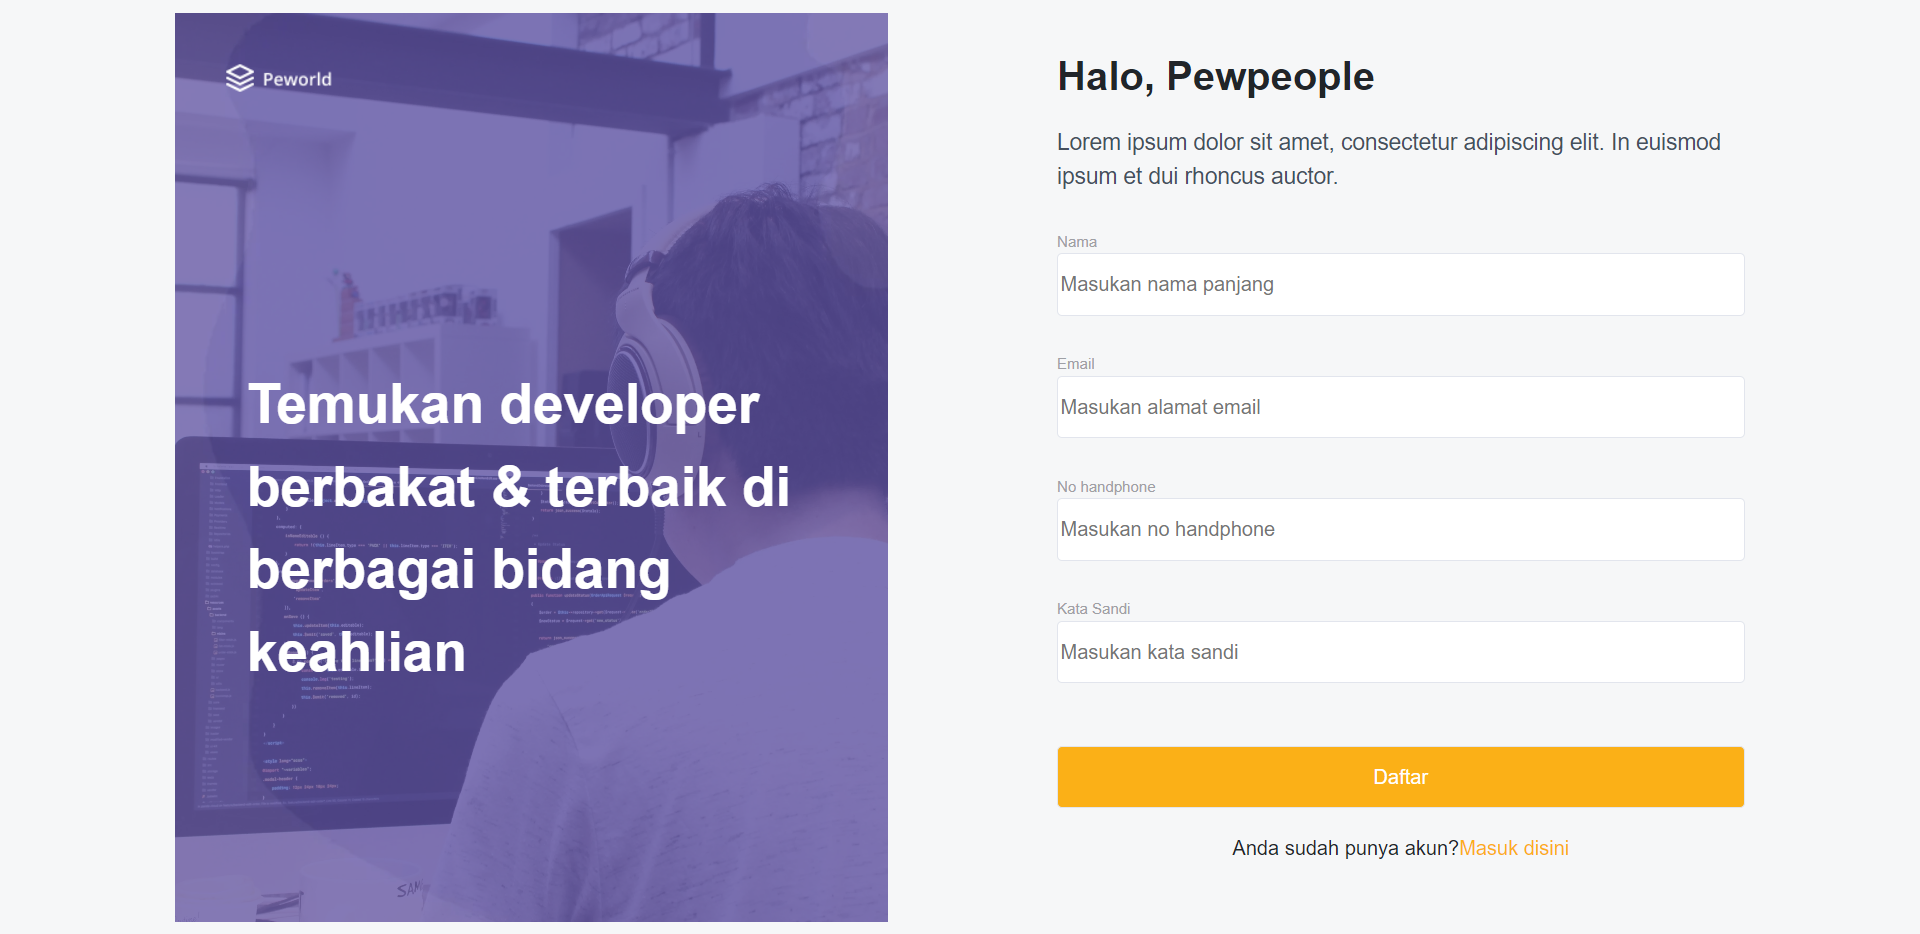 Peworld
Temukan developer
berbakat & terbaik di
berbagai bidang
keahlian
Halo, Pewpeople
Lorem ipsum dolor sit amet, consectetur adipiscing elit. In euismod
ipsum et dui rhoncus auctor.
Nama
Masukan nama panjang
Email
Masukan alamat email
No handphone
Masukan no handphone
Kata Sandi
Masukan kata sandi
Daftar
Anda sudah punya akun?Masuk disini